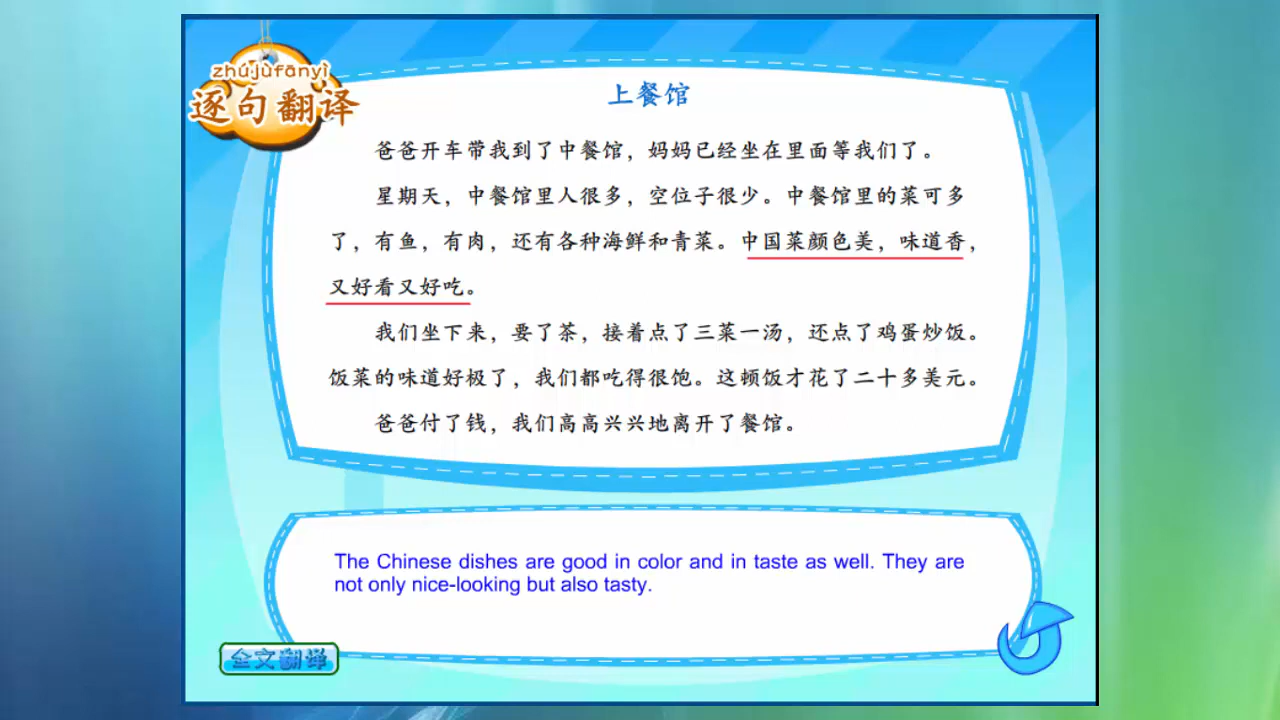 zhújùfānyì
逐句翻译
上餐馆
爸爸开车带我到了中餐馆，妈妈已经坐在里面等我们了。
星期天，中餐馆里人很多，空位子很少。中餐馆里的菜可多
了，有鱼，有肉，还有各种海鲜和青菜。中国菜颜色美，味道香，
又好看又好吃。
我们坐下来，要了茶，接着点了三菜一汤，还点了鸡蛋炒饭。
饭菜的味道好极了，我们都吃得很饱。这顿饭才花了二十多美元。
爸爸付了钱，我们高高兴兴地离开了餐馆。
The Chinese dishes are good in color and in taste as well. They are
not only nice-looking but also tasty.
全文翻译